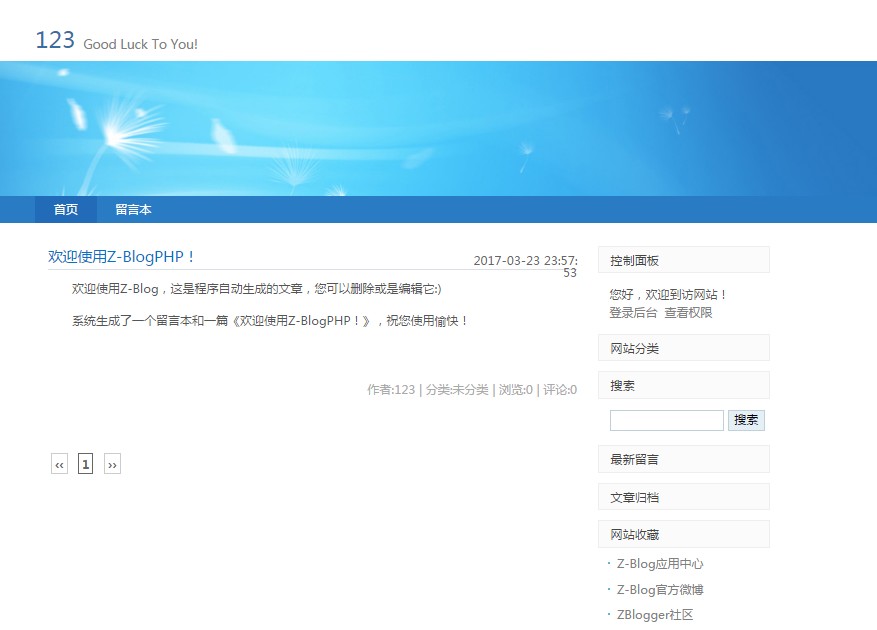 123 Good Luck To You!
首页 留言本
欢迎使用Z-BlogPHP！
2017-03-23 23:57:
53
欢迎使用Z-Blog，这是程序自动生成的文章，您可以删除或是编辑它:)
系统生成了一个留言本和一篇《欢迎使用Z-BlogPHP！》，祝您使用愉快！
作者:123 | 分类:未分类 | 浏览:0 | 评论:0
‹‹ 1 ››
控制面板
您好，欢迎到访网站！
登录后台 查看权限
网站分类
搜索
搜索
最新留言
文章归档
网站收藏
Z-Blog应用中心
Z-Blog官方微博
ZBlogger社区